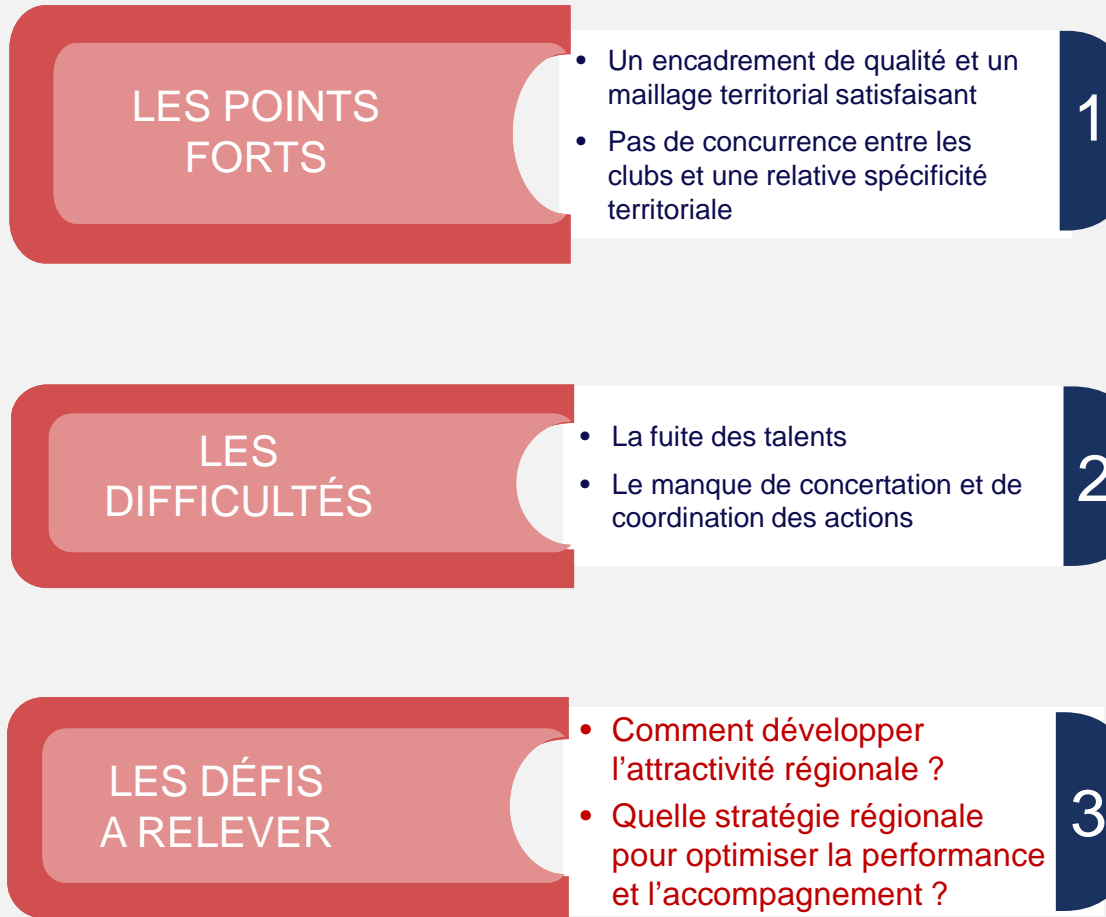 LES POINTS
FORTS
• Un encadrement de qualité et un
maillage territorial satisfaisant
• Pas de concurrence entre les
clubs et une relative spécificité
territoriale
1
LES
DIFFICULTÉS
• La fuite des talents
• Le manque de concertation et de
coordination des actions
2
LES DÉFIS
A RELEVER
• Comment développer
l’attractivité régionale ?
• Quelle stratégie régionale
pour optimiser la performance
et l’accompagnement ?
3